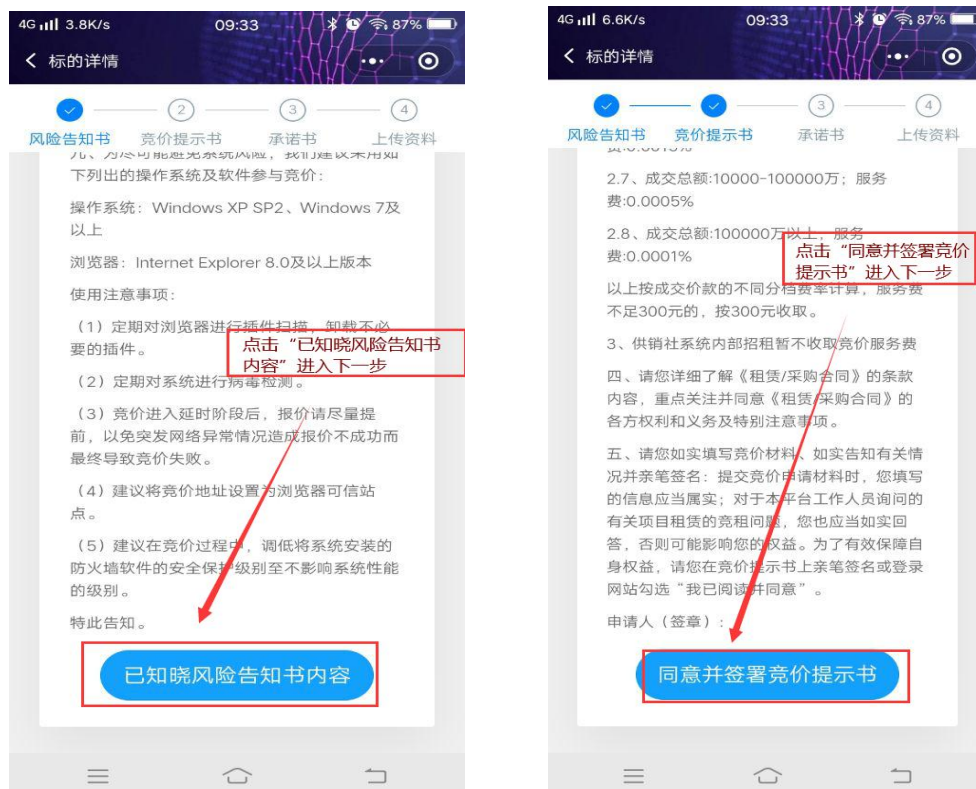 4G 3.8K/s 09:33 87%
标的详情
2 3 4
风险告知书 竞价提示书 承诺书 上传资料
九、为尽可能避免系统风险，我们建议采用如
下列出的操作系统及软件参与竞价：
操作系统：Windows XP SP2、Windows 7及
以上
浏览器：Internet Explorer 8.0及以上版本
使用注意事项：
（1）定期对浏览器进行插件扫描，卸载不必
要的插件。
点击“已知晓风险告知书
内容”进入下一步
（2）定期对系统进行病毒检测。
（3）竞价进入延时阶段后，报价请尽量提
前，以免突发网络异常情况造成报价不成功而
最终导致竞价失败。
（4）建议将竞价地址设置为浏览器可信站
点。
（5）建议在竞价过程中，调低将系统安装的
防火墙软件的安全保护级别至不影响系统性能
的级别。
特此告知。
已知晓风险告知书内容
4G 6.6K/s 09:33 87%
标的详情
3 4
风险告知书 竞价提示书 承诺书 上传资料
费:0.0015%
2.7、成交总额:10000-100000万；服务
费:0.0005%
2.8、成交总额:100000万以上，服务
费:0.0001%
点击“同意并签署竞价
提示书”进入下一步
以上按成交价款的不同分档费率计算，服务费
不足300元的，按300元收取。
3、供销社系统内部招租暂不收取竞价服务费
四、请您详细了解《租赁/采购合同》的条款
内容，重点关注并同意《租赁/采购合同》的
各方权利和义务及特别注意事项。
五、请您如实填写竞价材料、如实告知有关情
况并亲笔签名：提交竞价申请材料时，您填写
的信息应当属实；对于本平台工作人员询问的
有关项目租赁的竞租问题，您也应当如实回
答，否则可能影响您的权益。为了有效保障自
身权益，请您在竞价提示书上亲笔签名或登录
网站勾选“我已阅读并同意”。
申请人（签章）：
同意并签署竞价提示书